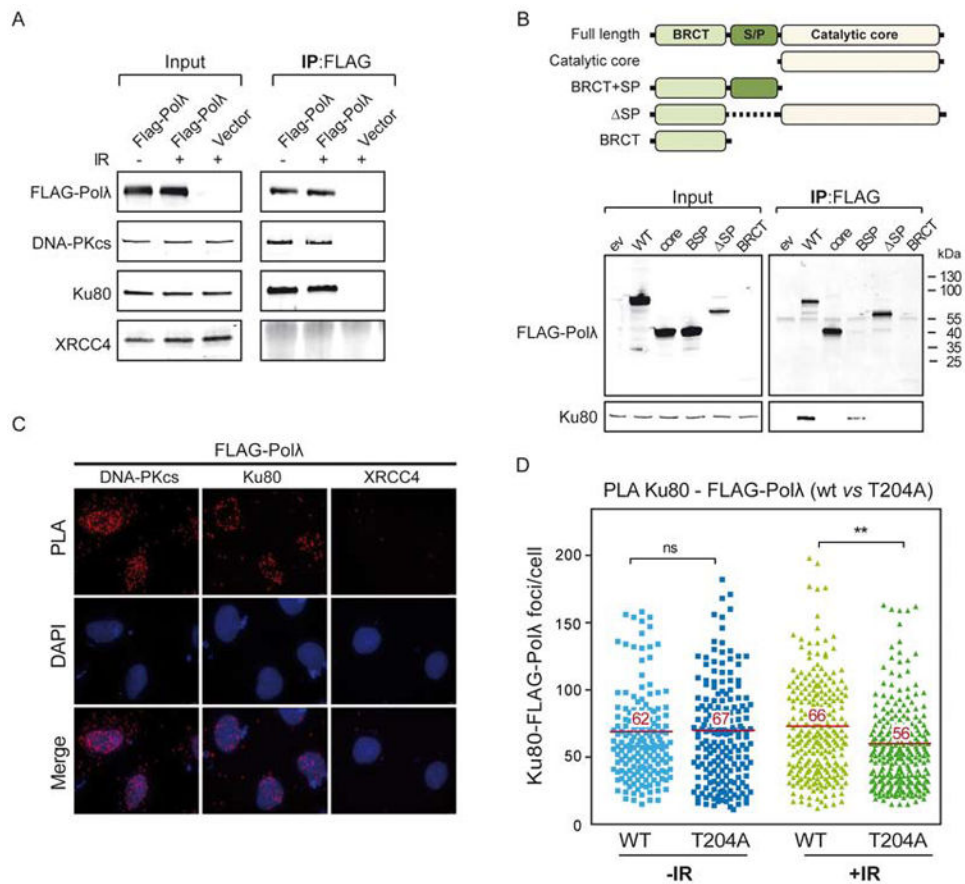 A
Input
IP:FLAG
Flag-Polλ
Flag-Polλ
Vector
Flag-Polλ
Flag-Polλ
Vector
IR - + + - + +
FLAG-Polλ
DNA-PKcs
Ku80
XRCC4
B
Full length BRCT S/P Catalytic core
Catalytic core
BRCT+SP
ΔSP
BRCT
Input
IP:FLAG
ev WT core BSP ΔSP BRCT ev WT core BSP ΔSP BRCT
kDa
130
100
55
40
35
25
FLAG-Polλ
Ku80
C
FLAG-Polλ
DNA-PKcs Ku80 XRCC4
PLA
DAPI
Merge
D
PLA Ku80 - FLAG-Polλ (wt vs T204A)
Ku80-FLAG-Polλ foci/cell
ns
**
200
150
100
50
0
62 67 66 56
WT T204A WT T204A
-IR +IR